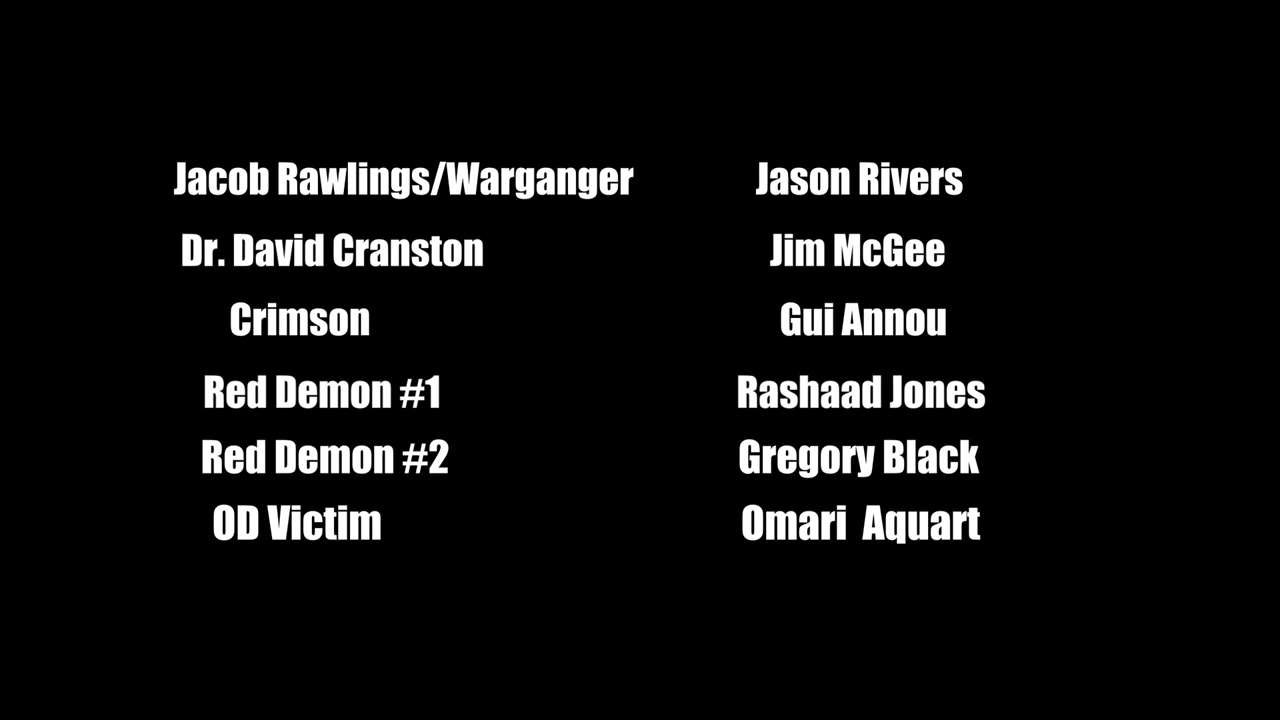 Jacob Rawlings/Warganger Jason Rivers
Dr. David Cranston Jim McGee
Crimson Gui Annou
Red Demon #1 Rashaad Jones
Red Demon #2 Gregory Black
OD Victim Omari Aquart